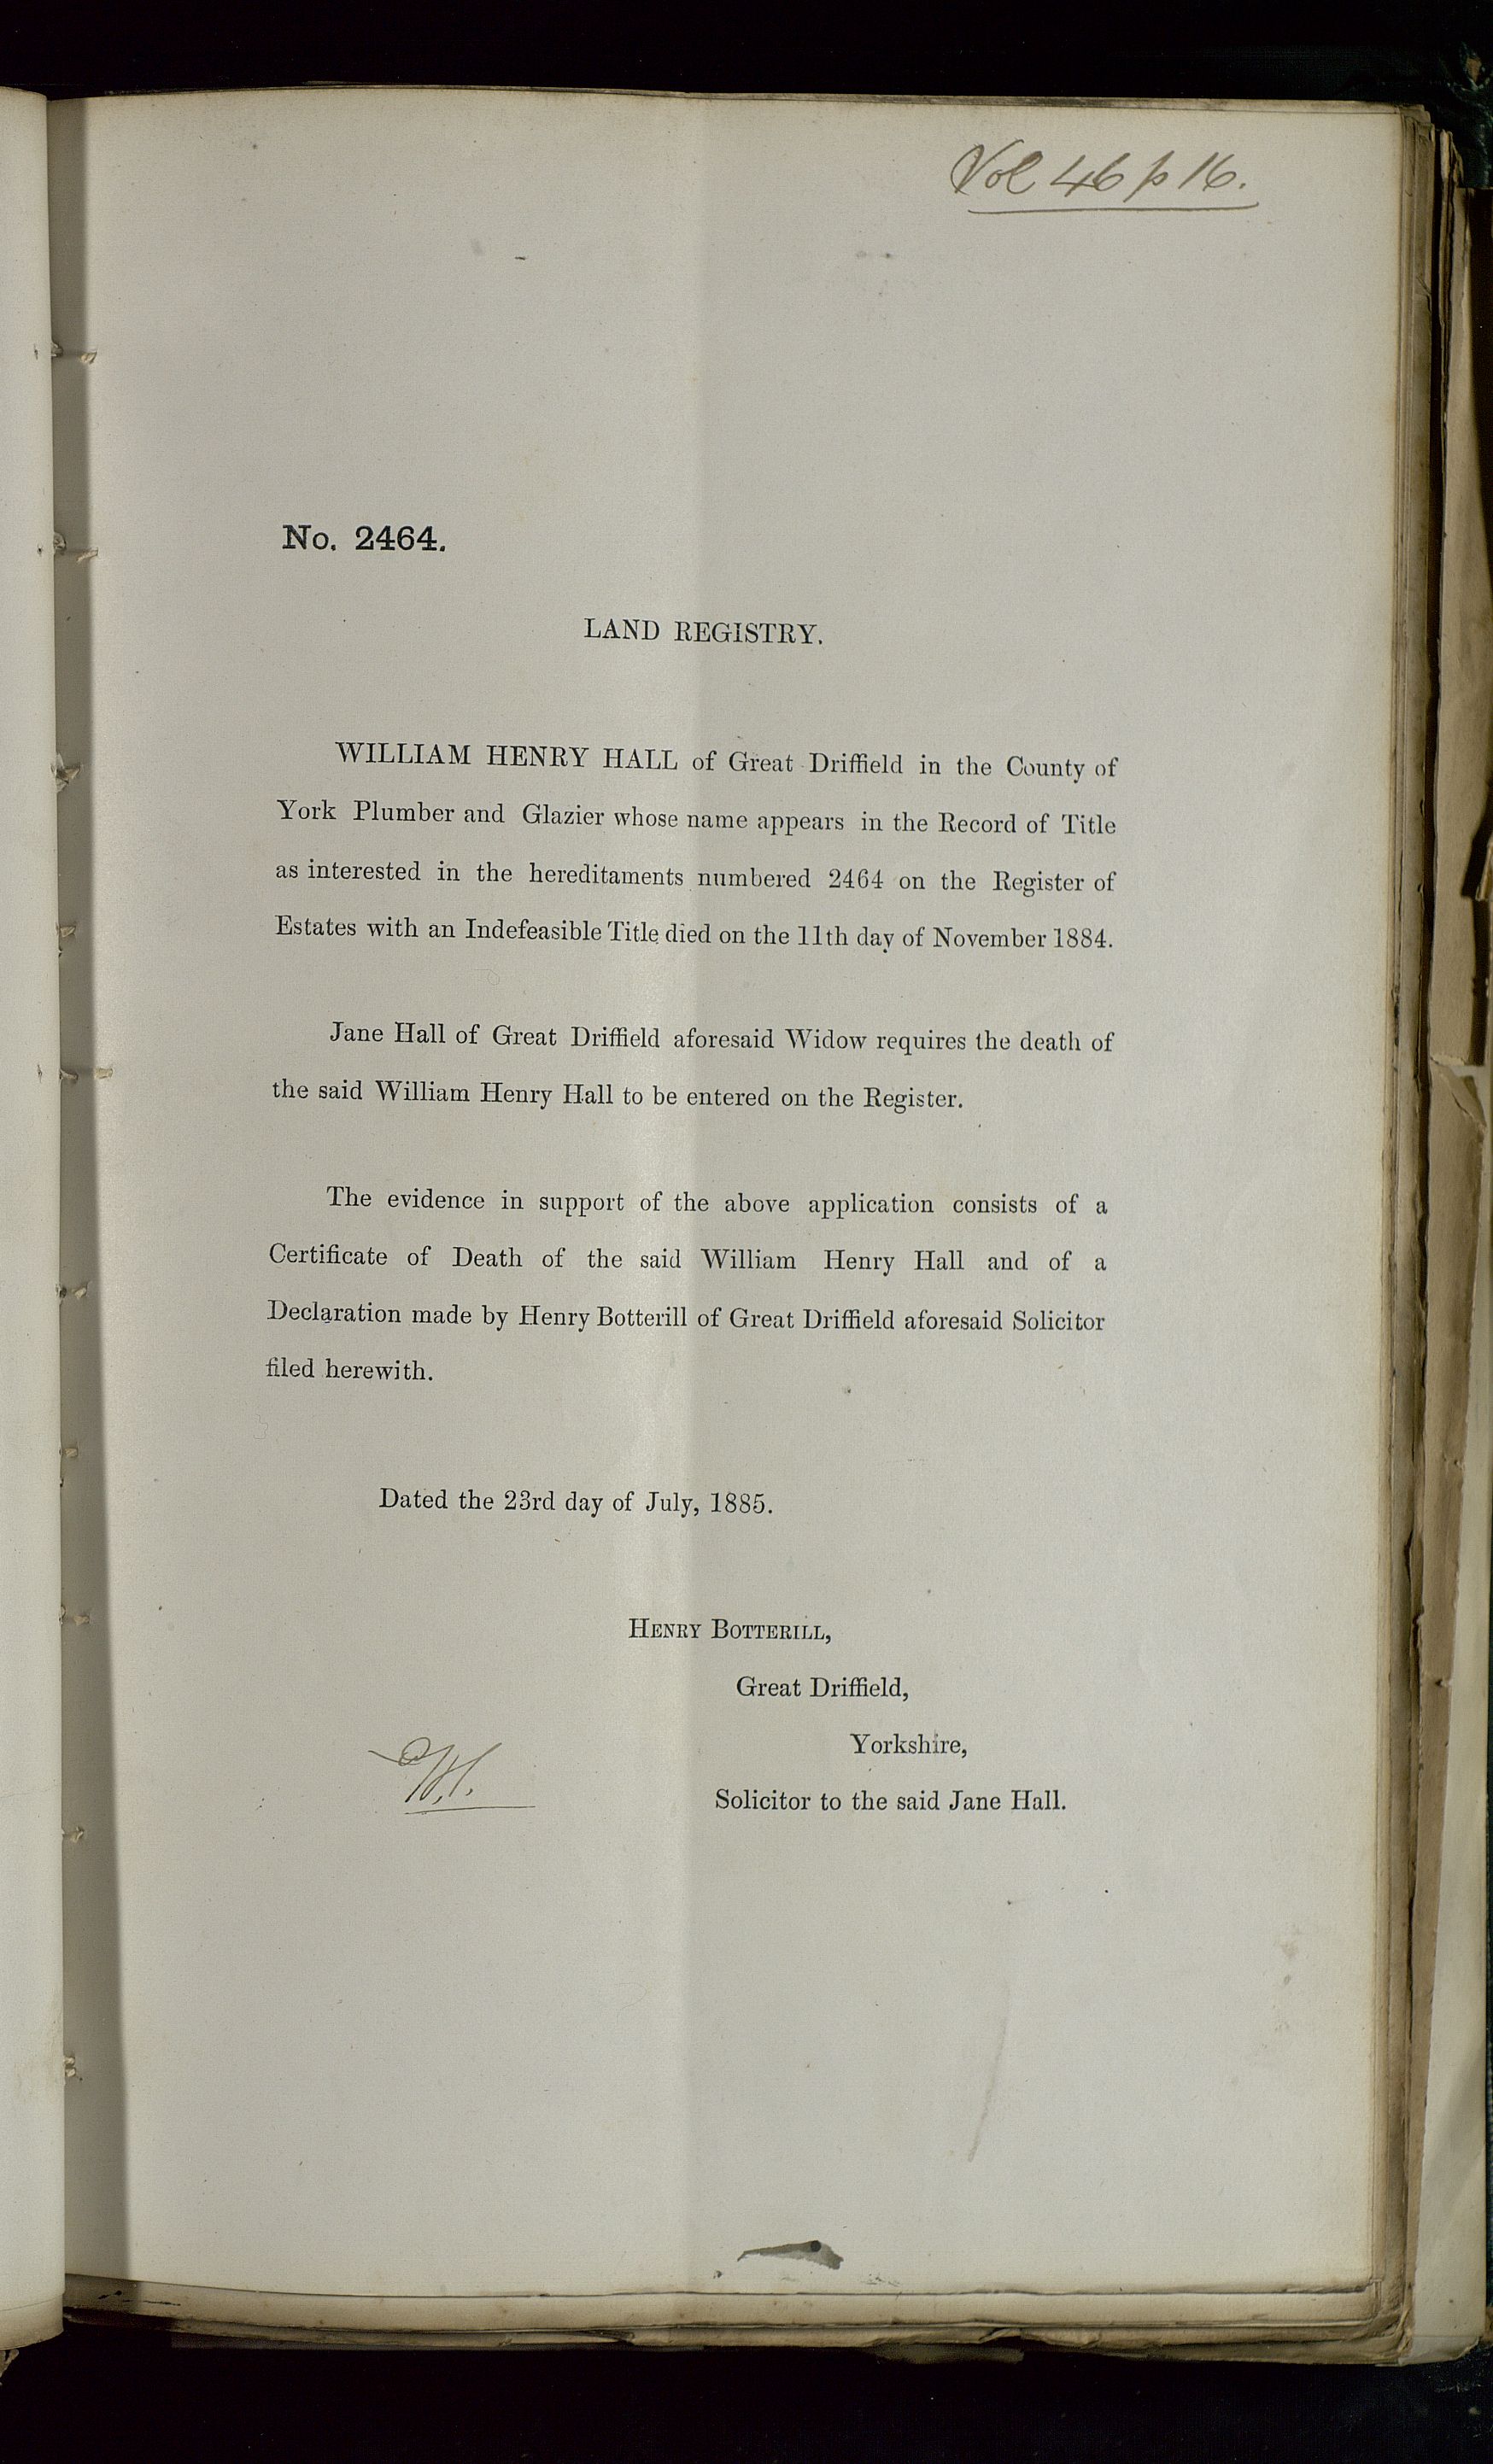 Vol 46 p 16.
No. 2464.
LAND REGISTRY.
WILLIAM HENRY HALL of Great Driffield in the County of
York Plumber and Glazier whose name appears in the Record of Title
as interested in the hereditaments numbered 2464 on the Register of
Estates with an Indefeasible Title died on the 11th day of November 1884.
Jane Hall of Great Driffield aforesaid Widow requires the death of
the said William Henry Hall to be entered on the Register.
The evidence in support of the above application consists of a
Certificate of Death of the said William Henry Hall and of a
Declaration made by Henry Botterill of Great Driffield aforesaid Solicitor
filed herewith.
Dated the 23rd day of July, 1885.
HENRY BOTTERILL,
Great Driffield,
Yorkshire,
Solicitor to the said Jane Hall.